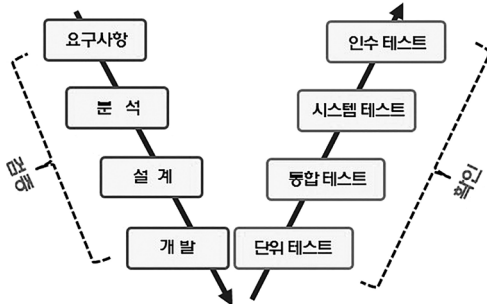 요구사항
인수 테스트
분 석
시스템 테스트
설 계
통합 테스트
개 발
단위 테스트
검증
확인